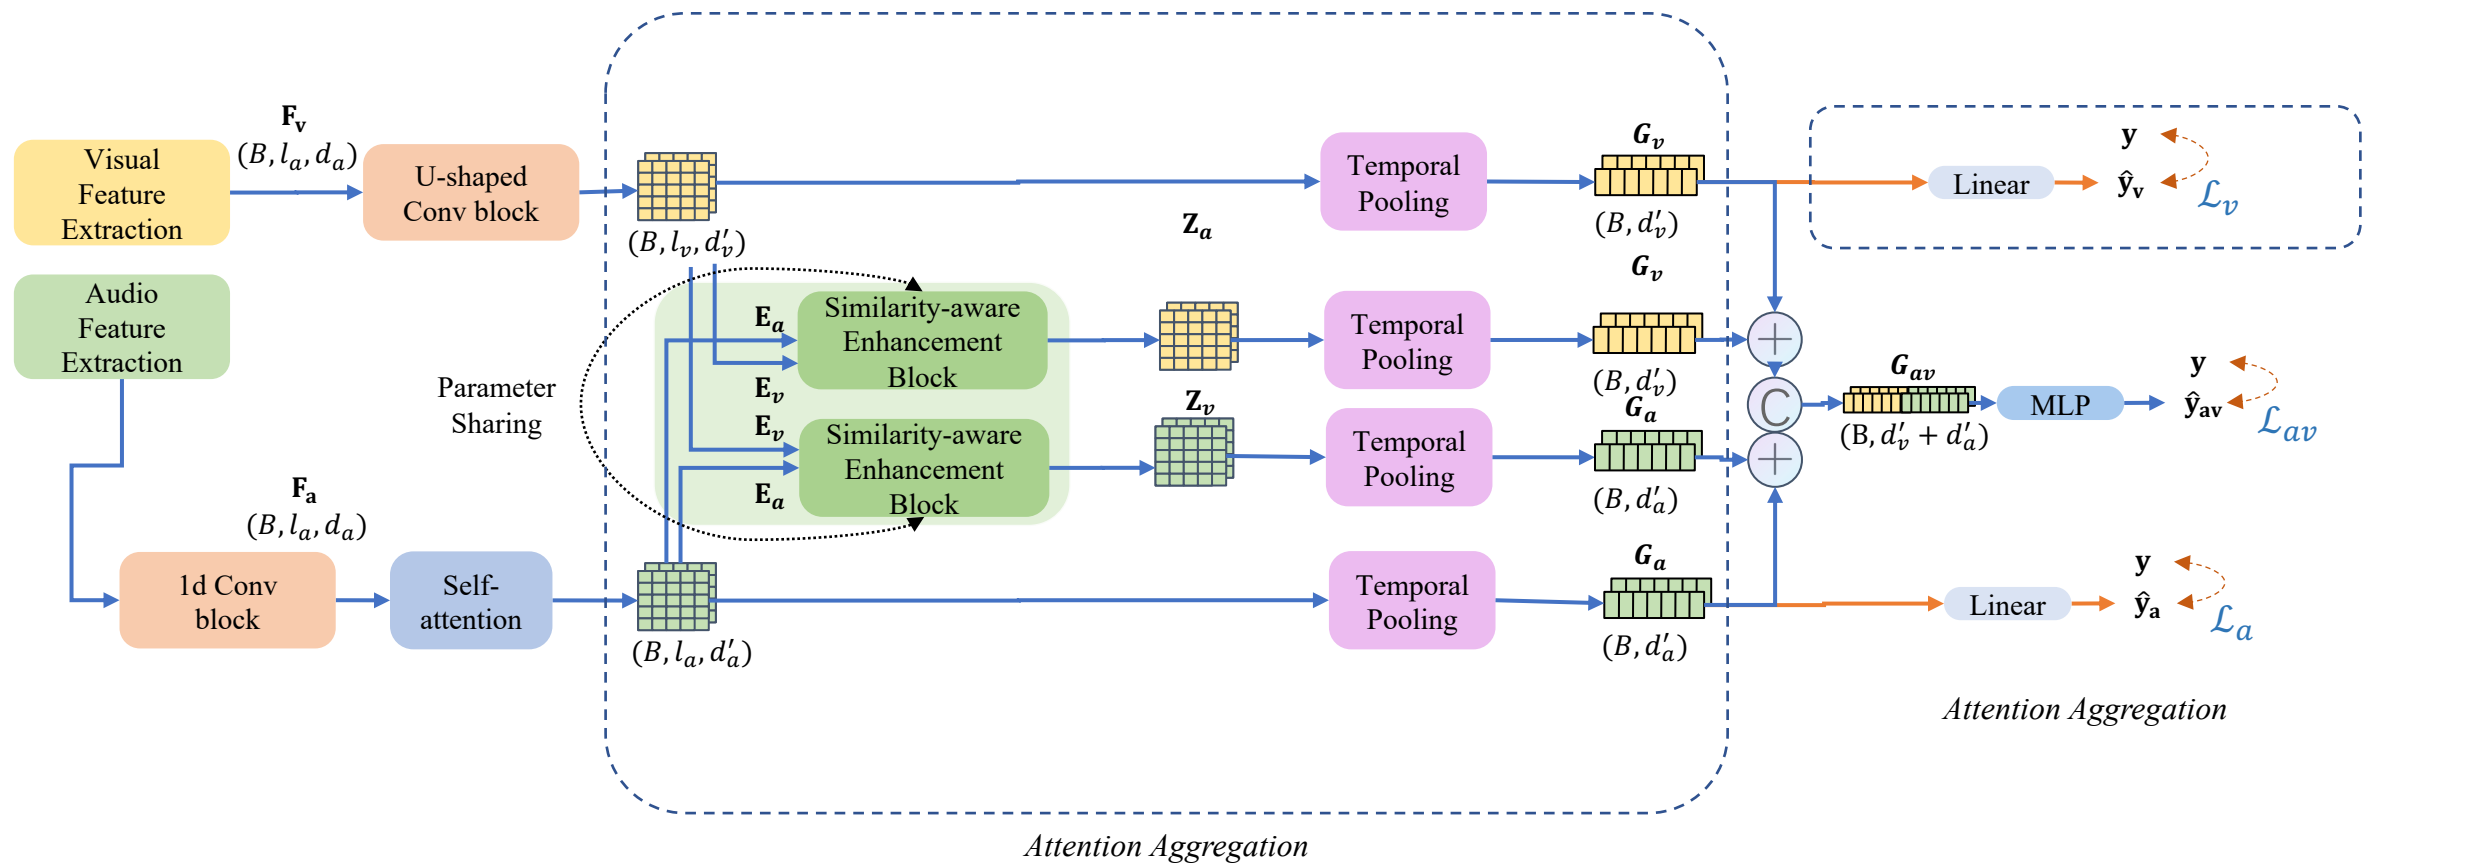 Visual
Feature
Extraction
F_v
(B, l_a, d_a)
U-shaped
Conv block
(B, l_v, d′_v)
Temporal
Pooling
G_v
(B, d′_v)
Linear
y
ŷ_v
ℒ_v
Audio
Feature
Extraction
Parameter
Sharing
E_a
E_v
Similarity-aware
Enhancement
Block
Z_a
Temporal
Pooling
G_v
(B, d′_v)
E_v
E_a
Similarity-aware
Enhancement
Block
Z_v
Temporal
Pooling
G_a
(B, d′_a)
+
C
+
G_av
(B, d′_v + d′_a)
MLP
y
ŷ_av
ℒ_av
F_a
(B, l_a, d_a)
1d Conv
block
Self-
attention
(B, l_a, d′_a)
Temporal
Pooling
G_a
(B, d′_a)
Linear
y
ŷ_a
ℒ_a
Attention Aggregation
Attention Aggregation